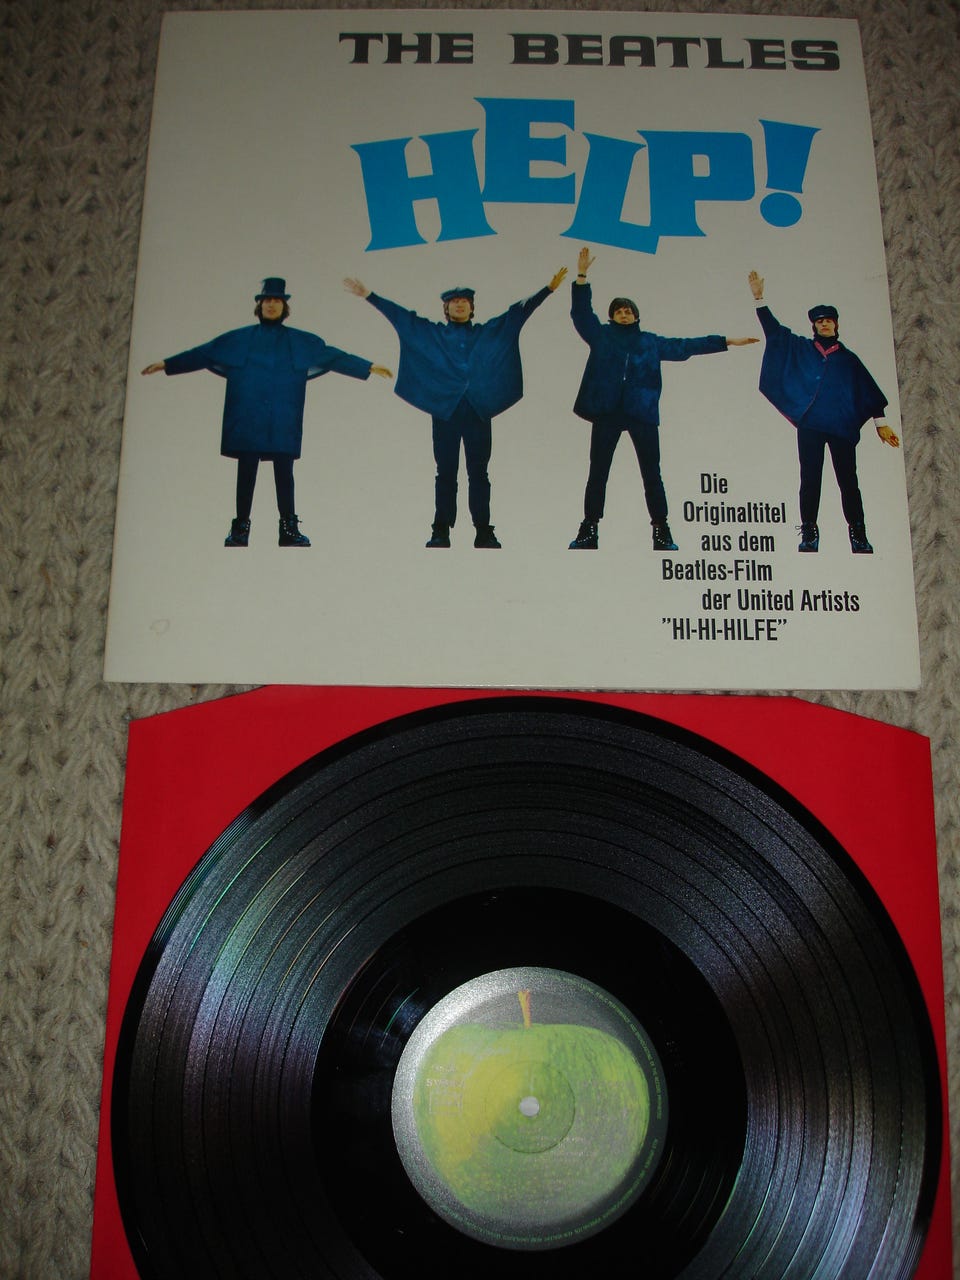 THE BEATLES
HELP!
Die
Originaltitel
aus dem
Beatles-Film
der United Artists
"HI-HI-HILFE"